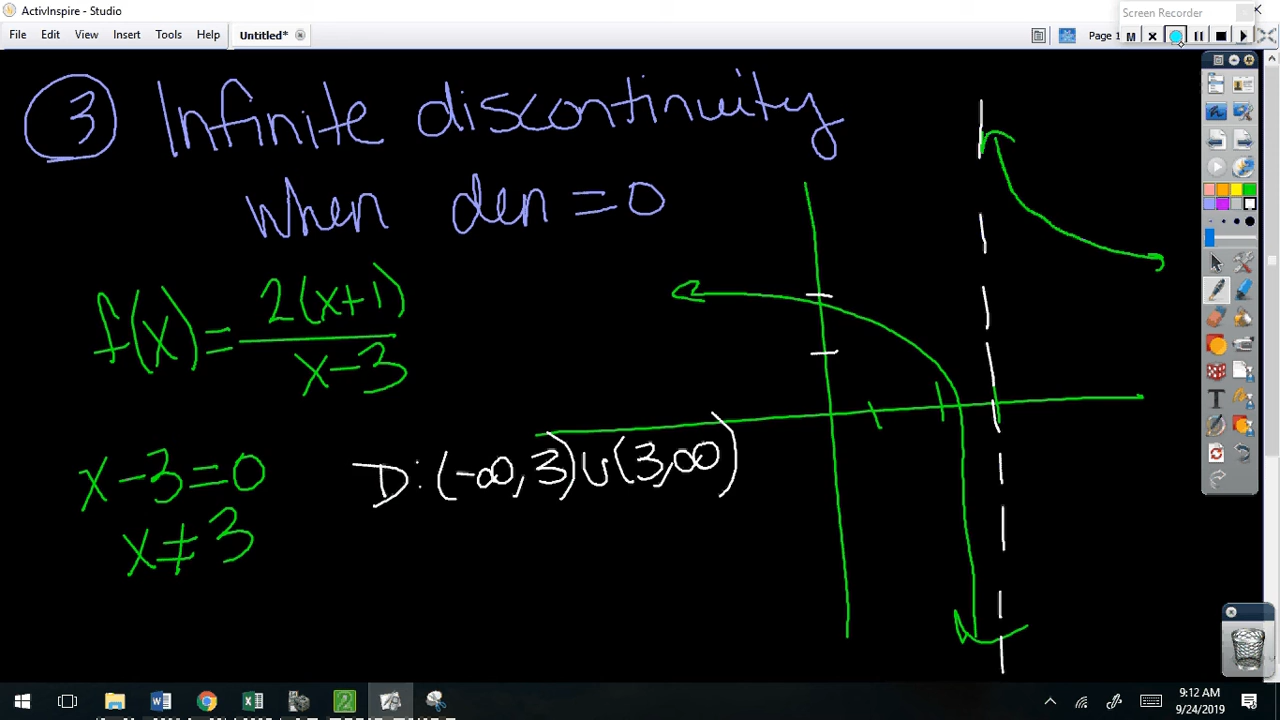 ActivInspire - Studio
Screen Recorder
File Edit View Insert Tools Help Untitled*
Page 1
M
3 Infinite discontinuity
when den = 0
f(x) = 2(x+1)
x-3
x-3=0
x≠3
D: (-∞, 3) ∪ (3, ∞)
9:12 AM
9/24/2019